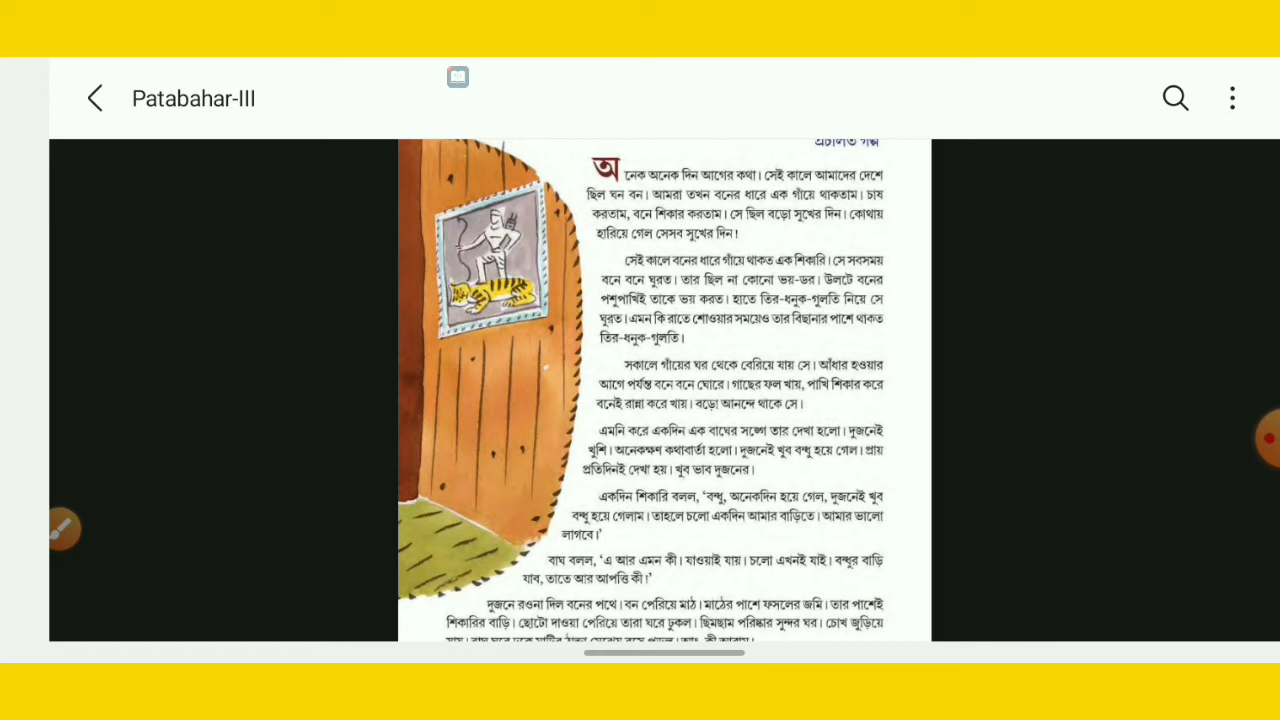 Patabahar-III
প্রচলিত গল্প
অনেক অনেক দিন আগের কথা। সেই কালে আমাদের দেশে
ছিল ঘন বন। আমরা তখন বনের ধারে এক গাঁয়ে থাকতাম। চাষ
করতাম, বনে শিকার করতাম। সে ছিল বড়ো সুখের দিন। কোথায়
হারিয়ে গেল সেসব সুখের দিন!
সেই কালে বনের ধারে গাঁয়ে থাকত এক শিকারি। সে সবসময়
বনে বনে ঘুরত। তার ছিল না কোনো ভয়-ডর। উলটে বনের
পশুপাখিই তাকে ভয় করত। হাতে তির-ধনুক-গুলতি নিয়ে সে
ঘুরত। এমন কি রাতে শোওয়ার সময়েও তার বিছানার পাশে থাকত
তির-ধনুক-গুলতি।
সকালে গাঁয়ের ঘর থেকে বেরিয়ে যায় সে। আঁধার হওয়ার
আগে পর্যন্ত বনে বনে ঘোরে। গাছের ফল খায়, পাখি শিকার করে
বনেই রান্না করে খায়। বড়ো আনন্দে থাকে সে।
এমনি করে একদিন এক বাঘের সঙ্গে তার দেখা হলো। দুজনেই
খুশি। অনেকক্ষণ কথাবার্তা হলো। দুজনেই খুব বন্ধু হয়ে গেল। প্রায়
প্রতিদিনই দেখা হয়। খুব ভাব দুজনের।
একদিন শিকারি বলল, ‘বন্ধু, অনেকদিন হয়ে গেল, দুজনেই খুব
বন্ধু হয়ে গেলাম। তাহলে চলো একদিন আমার বাড়িতে। আমার ভালো
লাগবে।’
বাঘ বলল, ‘এ আর এমন কী। যাওয়াই যায়। চলো এখনই যাই। বন্ধুর বাড়ি
যাব, তাতে আর আপত্তি কী!’
দুজনে রওনা দিল বনের পথে। বন পেরিয়ে মাঠ। মাঠের পাশে ফসলের জমি। তার পাশেই
শিকারির বাড়ি। ছোটো দাওয়া পেরিয়ে তারা ঘরে ঢুকল। ছিমছাম পরিষ্কার সুন্দর ঘর। চোখ জুড়িয়ে
যায়। বাঘ ঘরে ঢুকে মাটির ঠান্ডা মেঝেয় বসে পড়ল। আঃ কী আরাম।